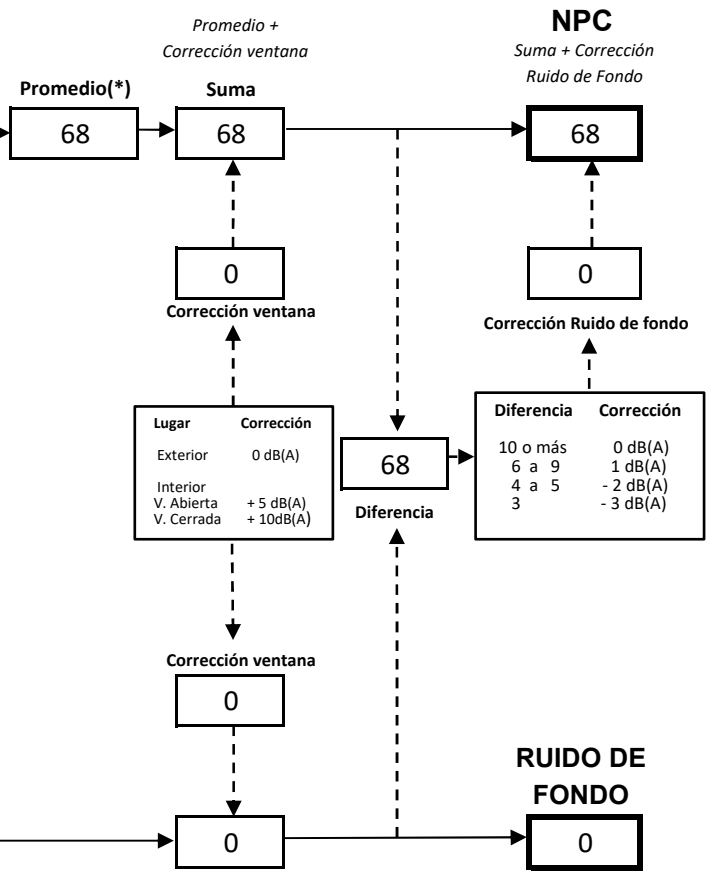 Promedio +
Corrección ventana
NPC
Suma + Corrección
Ruido de Fondo
Promedio(*)
Suma
68
68
68
0
0
Corrección ventana
Corrección Ruido de fondo
Lugar Corrección
Exterior 0 dB(A)
Interior
V. Abierta + 5 dB(A)
V. Cerrada + 10dB(A)
68
Diferencia
Diferencia Corrección
10 o más 0 dB(A)
6 a 9 1 dB(A)
4 a 5 - 2 dB(A)
3 - 3 dB(A)
Corrección ventana
0
RUIDO DE
FONDO
0
0